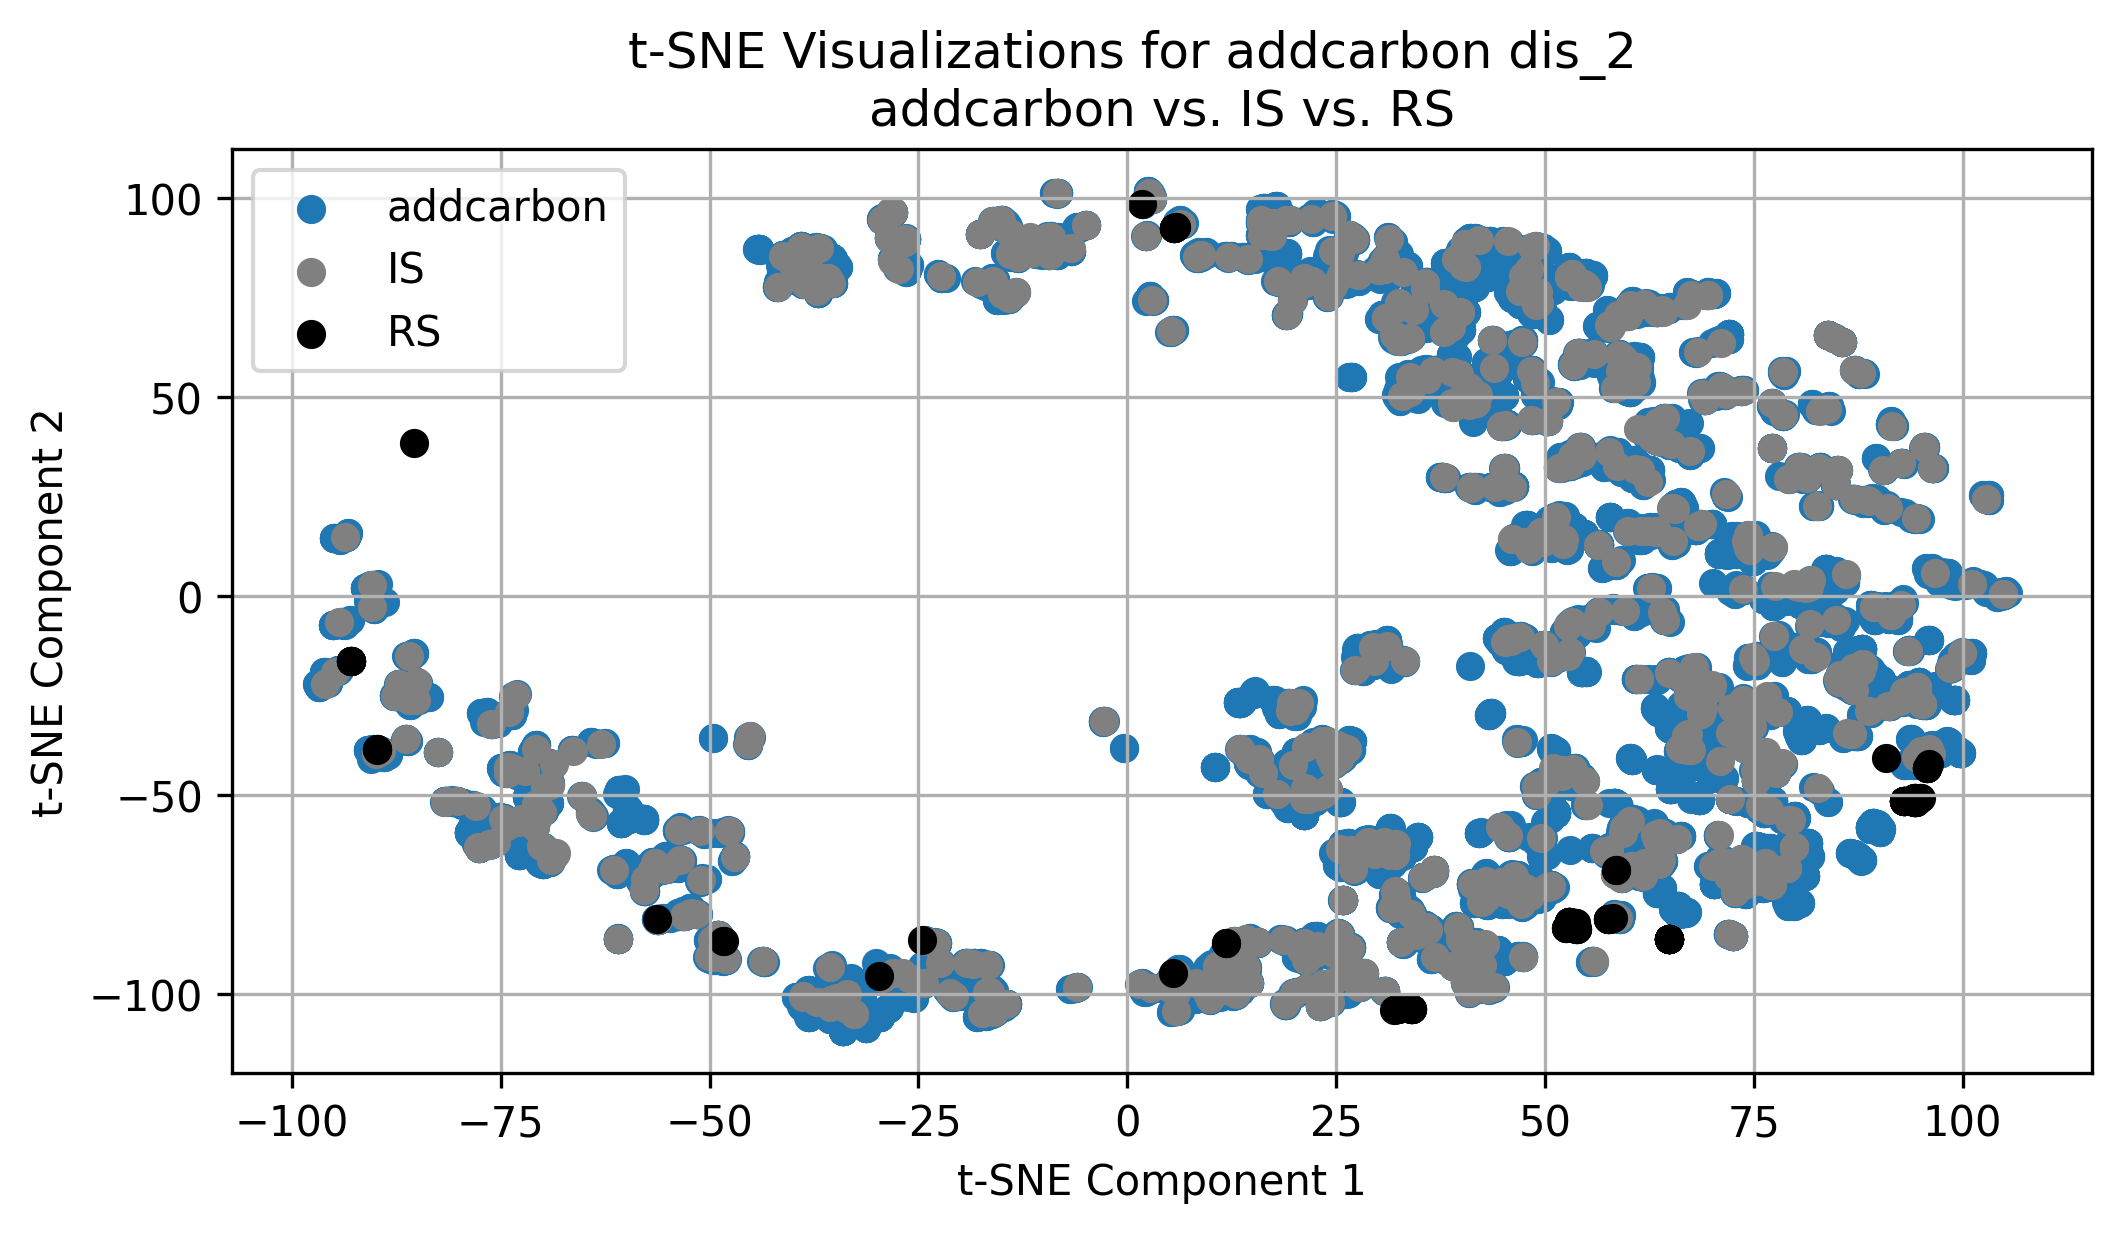 t-SNE Visualizations for addcarbon dis_2
addcarbon vs. IS vs. RS
addcarbon
IS
RS
100
50
0
−50
−100
t-SNE Component 2
−100
−75
−50
−25
0
25
50
75
100
t-SNE Component 1